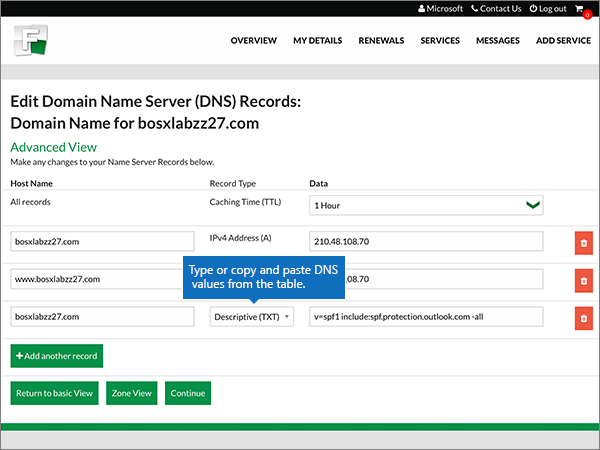 Microsoft Contact Us Log out 0
F
OVERVIEW MY DETAILS RENEWALS SERVICES MESSAGES ADD SERVICE
Edit Domain Name Server (DNS) Records:
Domain Name for bosxlabzz27.com
Advanced View
Make any changes to your Name Server Records below.
Host Name Record Type Data
All records Caching Time (TTL) 1 Hour
bosxlabzz27.com IPv4 Address (A) 210.48.108.70
Type or copy and paste DNS
values from the table.
www.bosxlabzz27.com 08.70
bosxlabzz27.com Descriptive (TXT) v=spf1 include:spf.protection.outlook.com -all
+ Add another record
Return to basic View Zone View Continue